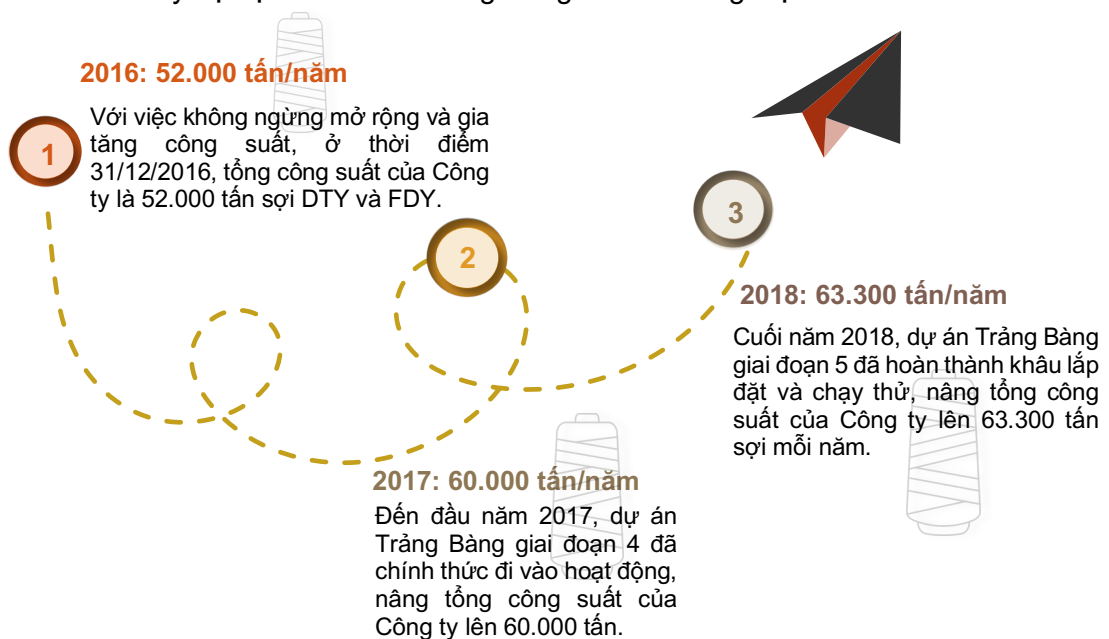 2016: 52.000 tấn/năm
1
Với việc không ngừng mở rộng và gia
tăng công suất, ở thời điểm
31/12/2016, tổng công suất của Công
ty là 52.000 tấn sợi DTY và FDY.
2
2017: 60.000 tấn/năm
Đến đầu năm 2017, dự án
Trảng Bàng giai đoạn 4 đã
chính thức đi vào hoạt động,
nâng tổng công suất của
Công ty lên 60.000 tấn.
3
2018: 63.300 tấn/năm
Cuối năm 2018, dự án Trảng Bàng
giai đoạn 5 đã hoàn thành khâu lắp
đặt và chạy thử, nâng tổng công
suất của Công ty lên 63.300 tấn
sợi mỗi năm.